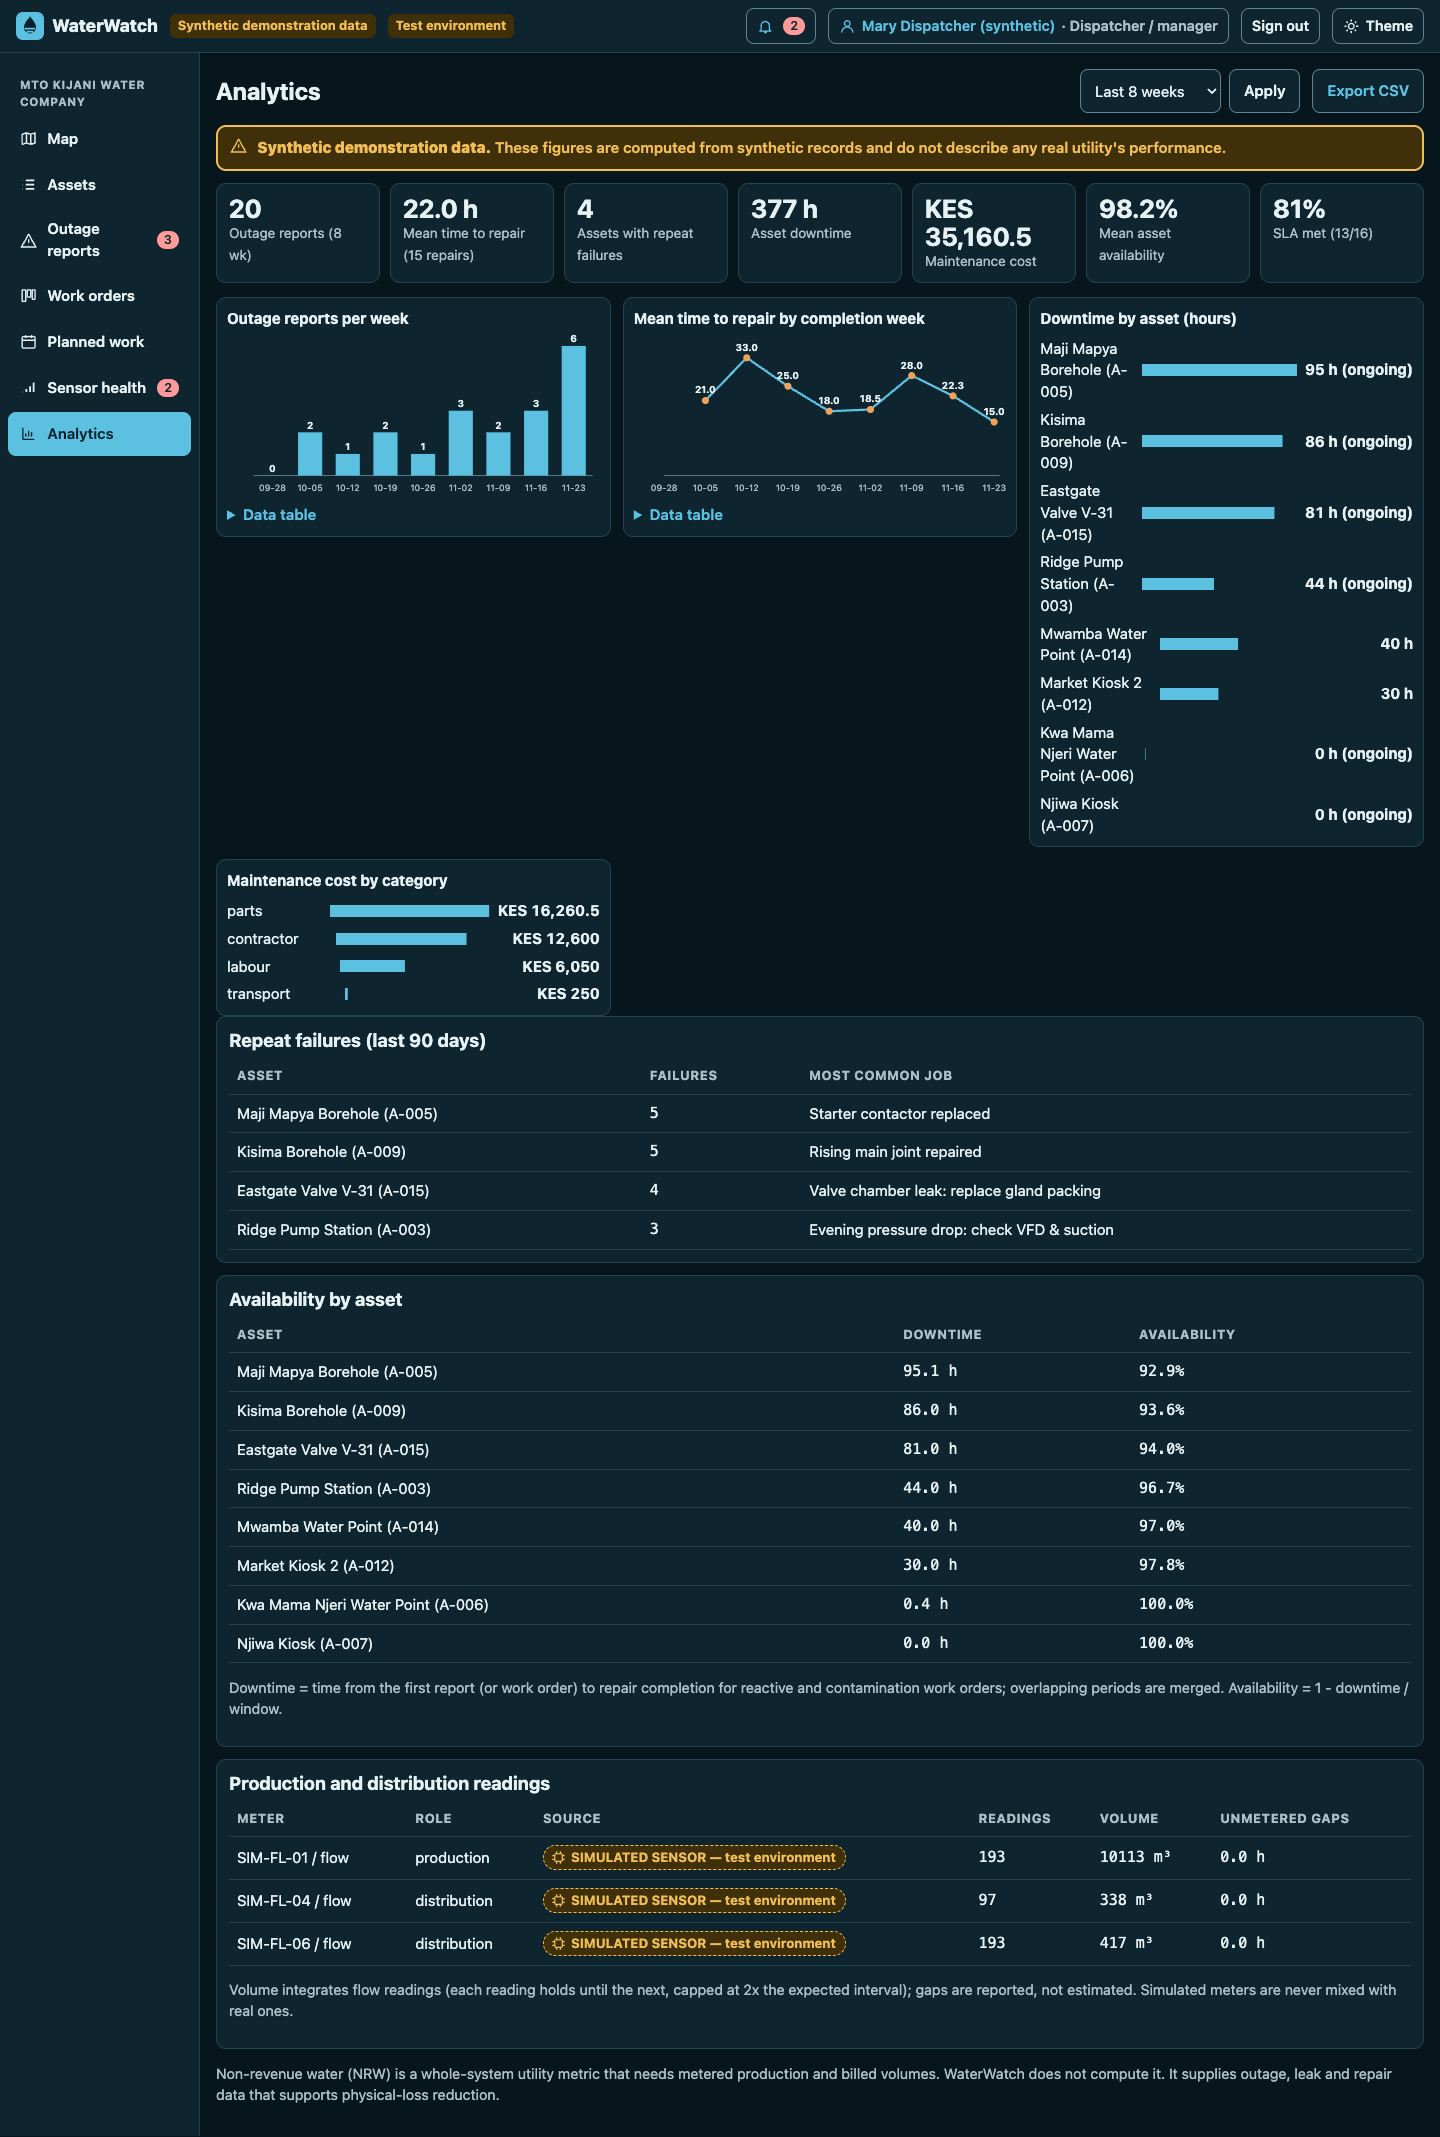 WaterWatch
Synthetic demonstration data
Test environment
2
Mary Dispatcher (synthetic) · Dispatcher / manager
Sign out
Theme
MTO KIJANI WATER
COMPANY
Map
Assets
Outage
reports
3
Work orders
Planned work
Sensor health
2
Analytics
Analytics
Last 8 weeks
Apply
Export CSV
Synthetic demonstration data. These figures are computed from synthetic records and do not describe any real utility's performance.
20
Outage reports (8
wk)
22.0 h
Mean time to repair
(15 repairs)
4
Assets with repeat
failures
377 h
Asset downtime
KES
35,160.5
Maintenance cost
98.2%
Mean asset
availability
81%
SLA met (13/16)
Outage reports per week
0
2
1
2
1
3
2
3
6
09-28 10-05 10-12 10-19 10-26 11-02 11-09 11-16 11-23
Data table
Mean time to repair by completion week
21.0
33.0
25.0
18.0
18.5
28.0
22.3
15.0
09-28 10-05 10-12 10-19 10-26 11-02 11-09 11-16 11-23
Data table
Downtime by asset (hours)
Maji Mapya
Borehole (A-
005)
95 h (ongoing)
Kisima
Borehole (A-
009)
86 h (ongoing)
Eastgate
Valve V-31
(A-015)
81 h (ongoing)
Ridge Pump
Station (A-
003)
44 h (ongoing)
Mwamba Water
Point (A-014)
40 h
Market Kiosk 2
(A-012)
30 h
Kwa Mama
Njeri Water
Point (A-006)
0 h (ongoing)
Njiwa Kiosk
(A-007)
0 h (ongoing)
Maintenance cost by category
parts KES 16,260.5
contractor KES 12,600
labour KES 6,050
transport KES 250
Repeat failures (last 90 days)
ASSET FAILURES MOST COMMON JOB
Maji Mapya Borehole (A-005) 5 Starter contactor replaced
Kisima Borehole (A-009) 5 Rising main joint repaired
Eastgate Valve V-31 (A-015) 4 Valve chamber leak: replace gland packing
Ridge Pump Station (A-003) 3 Evening pressure drop: check VFD & suction
Availability by asset
ASSET DOWNTIME AVAILABILITY
Maji Mapya Borehole (A-005) 95.1 h 92.9%
Kisima Borehole (A-009) 86.0 h 93.6%
Eastgate Valve V-31 (A-015) 81.0 h 94.0%
Ridge Pump Station (A-003) 44.0 h 96.7%
Mwamba Water Point (A-014) 40.0 h 97.0%
Market Kiosk 2 (A-012) 30.0 h 97.8%
Kwa Mama Njeri Water Point (A-006) 0.4 h 100.0%
Njiwa Kiosk (A-007) 0.0 h 100.0%
Downtime = time from the first report (or work order) to repair completion for reactive and contamination work orders; overlapping periods are merged. Availability = 1 - downtime /
window.
Production and distribution readings
METER ROLE SOURCE READINGS VOLUME UNMETERED GAPS
SIM-FL-01 / flow production SIMULATED SENSOR — test environment 193 10113 m³ 0.0 h
SIM-FL-04 / flow distribution SIMULATED SENSOR — test environment 97 338 m³ 0.0 h
SIM-FL-06 / flow distribution SIMULATED SENSOR — test environment 193 417 m³ 0.0 h
Volume integrates flow readings (each reading holds until the next, capped at 2x the expected interval); gaps are reported, not estimated. Simulated meters are never mixed with
real ones.
Non-revenue water (NRW) is a whole-system utility metric that needs metered production and billed volumes. WaterWatch does not compute it. It supplies outage, leak and repair
data that supports physical-loss reduction.